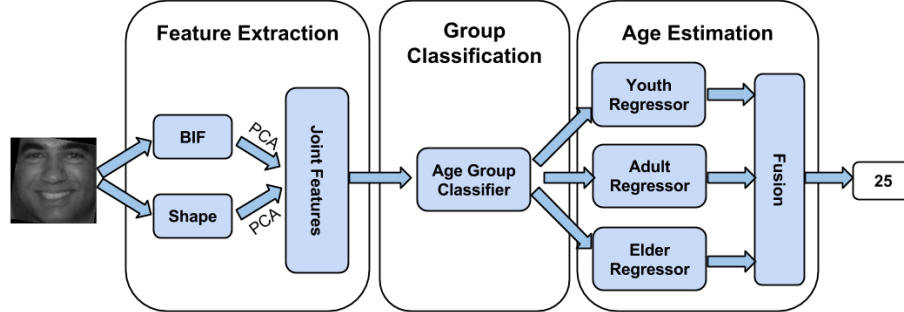 Feature Extraction
Group
Classification
Age Estimation
BIF
Shape
PCA
PCA
Joint Features
Age Group
Classifier
Youth
Regressor
Adult
Regressor
Elder
Regressor
Fusion
25